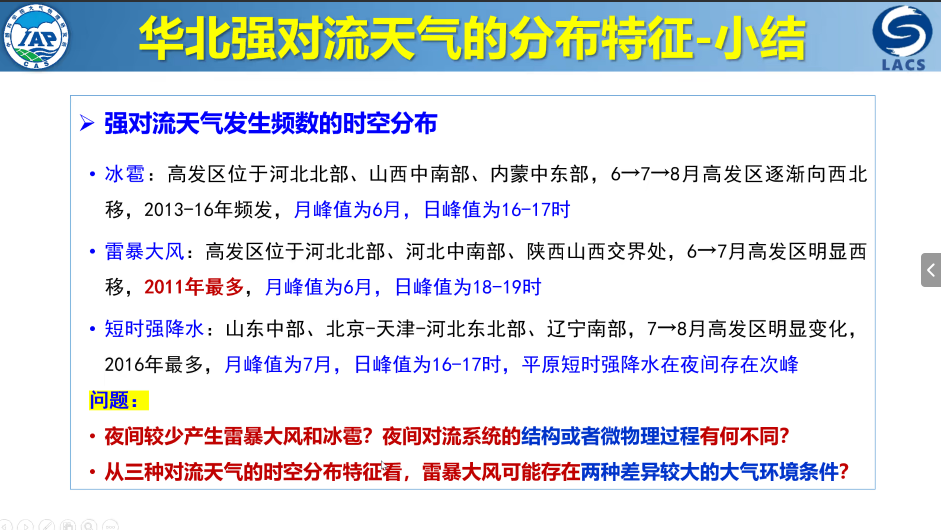 华北强对流天气的分布特征-小结
IAP
CAS
LACS
➢ 强对流天气发生频数的时空分布
• 冰雹：高发区位于河北北部、山西中南部、内蒙中东部，6→7→8月高发区逐渐向西北
移，2013-16年频发，月峰值为6月，日峰值为16-17时
• 雷暴大风：高发区位于河北北部、河北中南部、陕西山西交界处，6→7月高发区明显西
移，2011年最多，月峰值为6月，日峰值为18-19时
• 短时强降水：山东中部、北京-天津-河北东北部、辽宁南部，7→8月高发区明显变化，
2016年最多，月峰值为7月，日峰值为16-17时，平原短时强降水在夜间存在次峰
问题：
• 夜间较少产生雷暴大风和冰雹？夜间对流系统的结构或者微物理过程有何不同？
• 从三种对流天气的时空分布特征看，雷暴大风可能存在两种差异较大的大气环境条件？